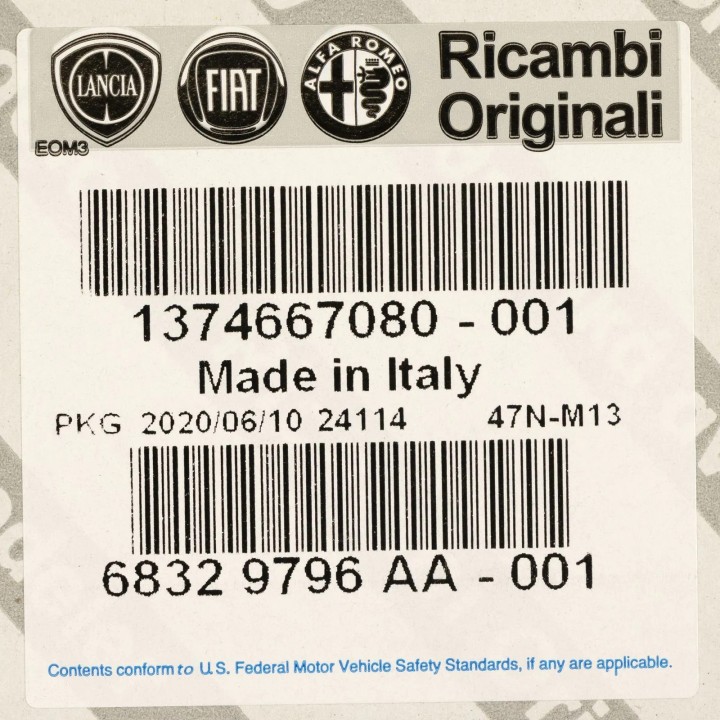 LANCIA
FIAT
ALFA ROMEO
Ricambi
Originali
EOM3
1374667080 - 001
Made in Italy
PKG 2020/06/10 24114 47N-M13
6832 9796 AA - 001
Contents conform to U.S. Federal Motor Vehicle Safety Standards, if any are applicable.